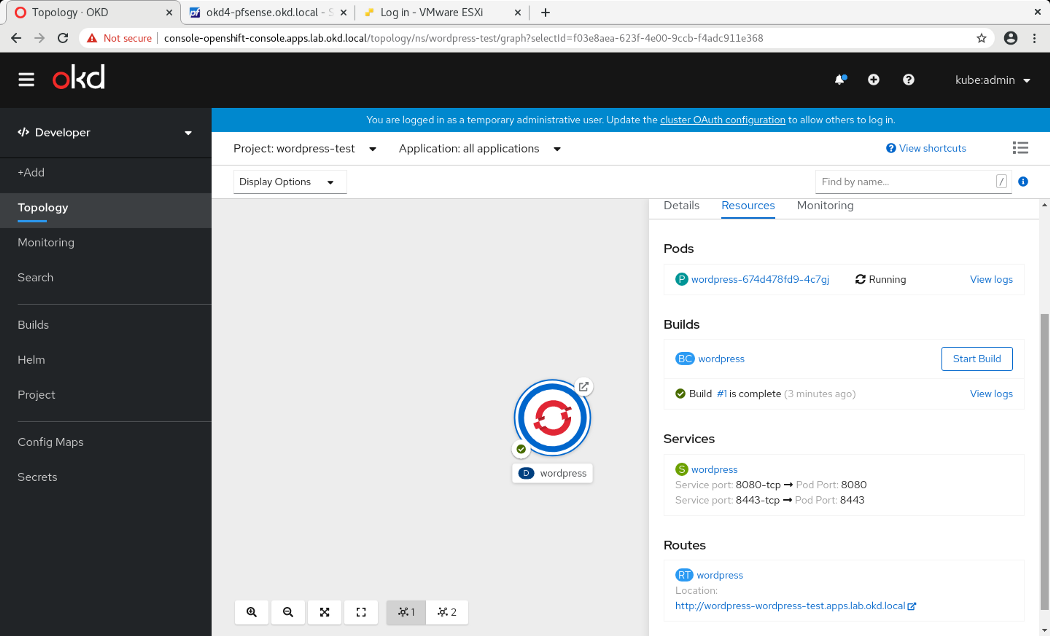 Topology · OKD
okd4-pfsense.okd.local - S
Log in - VMware ESXi
Not secure
console-openshift-console.apps.lab.okd.local/topology/ns/wordpress-test/graph?selectId=f03e8aea-623f-4e00-9ccb-f4adc911e368
okd
kube:admin
Developer
You are logged in as a temporary administrative user. Update the cluster OAuth configuration to allow others to log in.
+Add
Topology
Monitoring
Search
Builds
Helm
Project
Config Maps
Secrets
Project: wordpress-test
Application: all applications
View shortcuts
Display Options
Find by name...
/
D wordpress
1
2
Details
Resources
Monitoring
Pods
P wordpress-674d478fd9-4c7gj
Running
View logs
Builds
BC wordpress
Start Build
Build #1 is complete (3 minutes ago)
View logs
Services
S wordpress
Service port: 8080-tcp → Pod Port: 8080
Service port: 8443-tcp → Pod Port: 8443
Routes
RT wordpress
Location:
http://wordpress-wordpress-test.apps.lab.okd.local